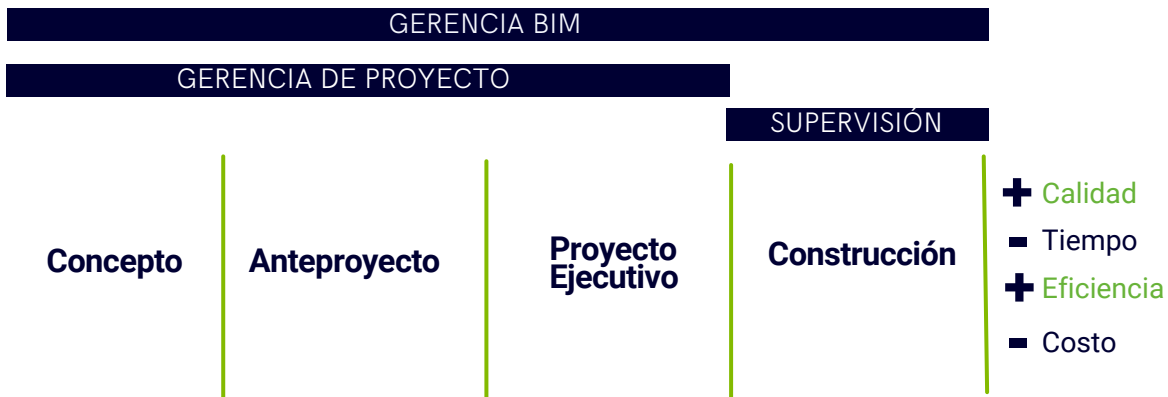 GERENCIA BIM
GERENCIA DE PROYECTO
SUPERVISIÓN
Concepto
Anteproyecto
Proyecto
Ejecutivo
Construcción
+ Calidad
- Tiempo
+ Eficiencia
- Costo